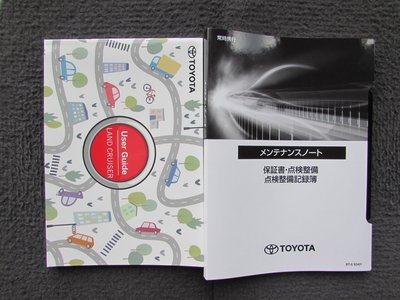 TOYOTA
User Guide
LAND CRUISER
常時携行
メンテナンスノート
保証書・点検整備
点検整備記録簿
TOYOTA